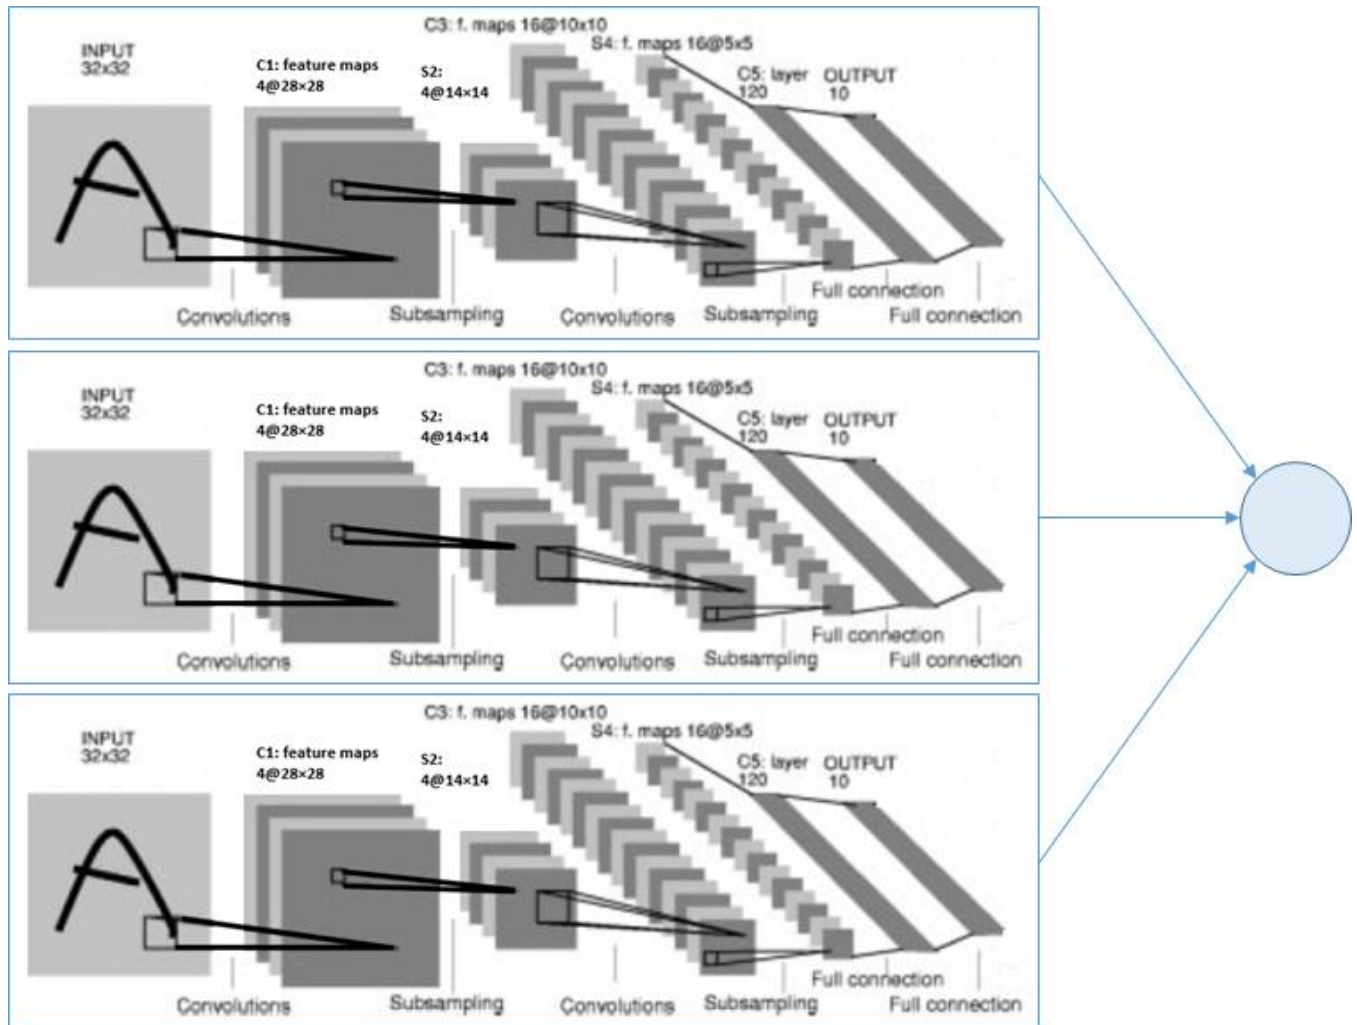 C3: f. maps 16@10x10
S4: f. maps 16@5x5
INPUT
32x32
C1: feature maps
4@28×28
S2:
4@14×14
C5: layer
120
OUTPUT
10
Convolutions
Subsampling
Convolutions
Subsampling
Full connection
Full connection
C3: f. maps 16@10x10
S4: f. maps 16@5x5
INPUT
32x32
C1: feature maps
4@28×28
S2:
4@14×14
C5: layer
120
OUTPUT
10
Convolutions
Subsampling
Convolutions
Subsampling
Full connection
Full connection
C3: f. maps 16@10x10
S4: f. maps 16@5x5
INPUT
32x32
C1: feature maps
4@28×28
S2:
4@14×14
C5: layer
120
OUTPUT
10
Convolutions
Subsampling
Convolutions
Subsampling
Full connection
Full connection